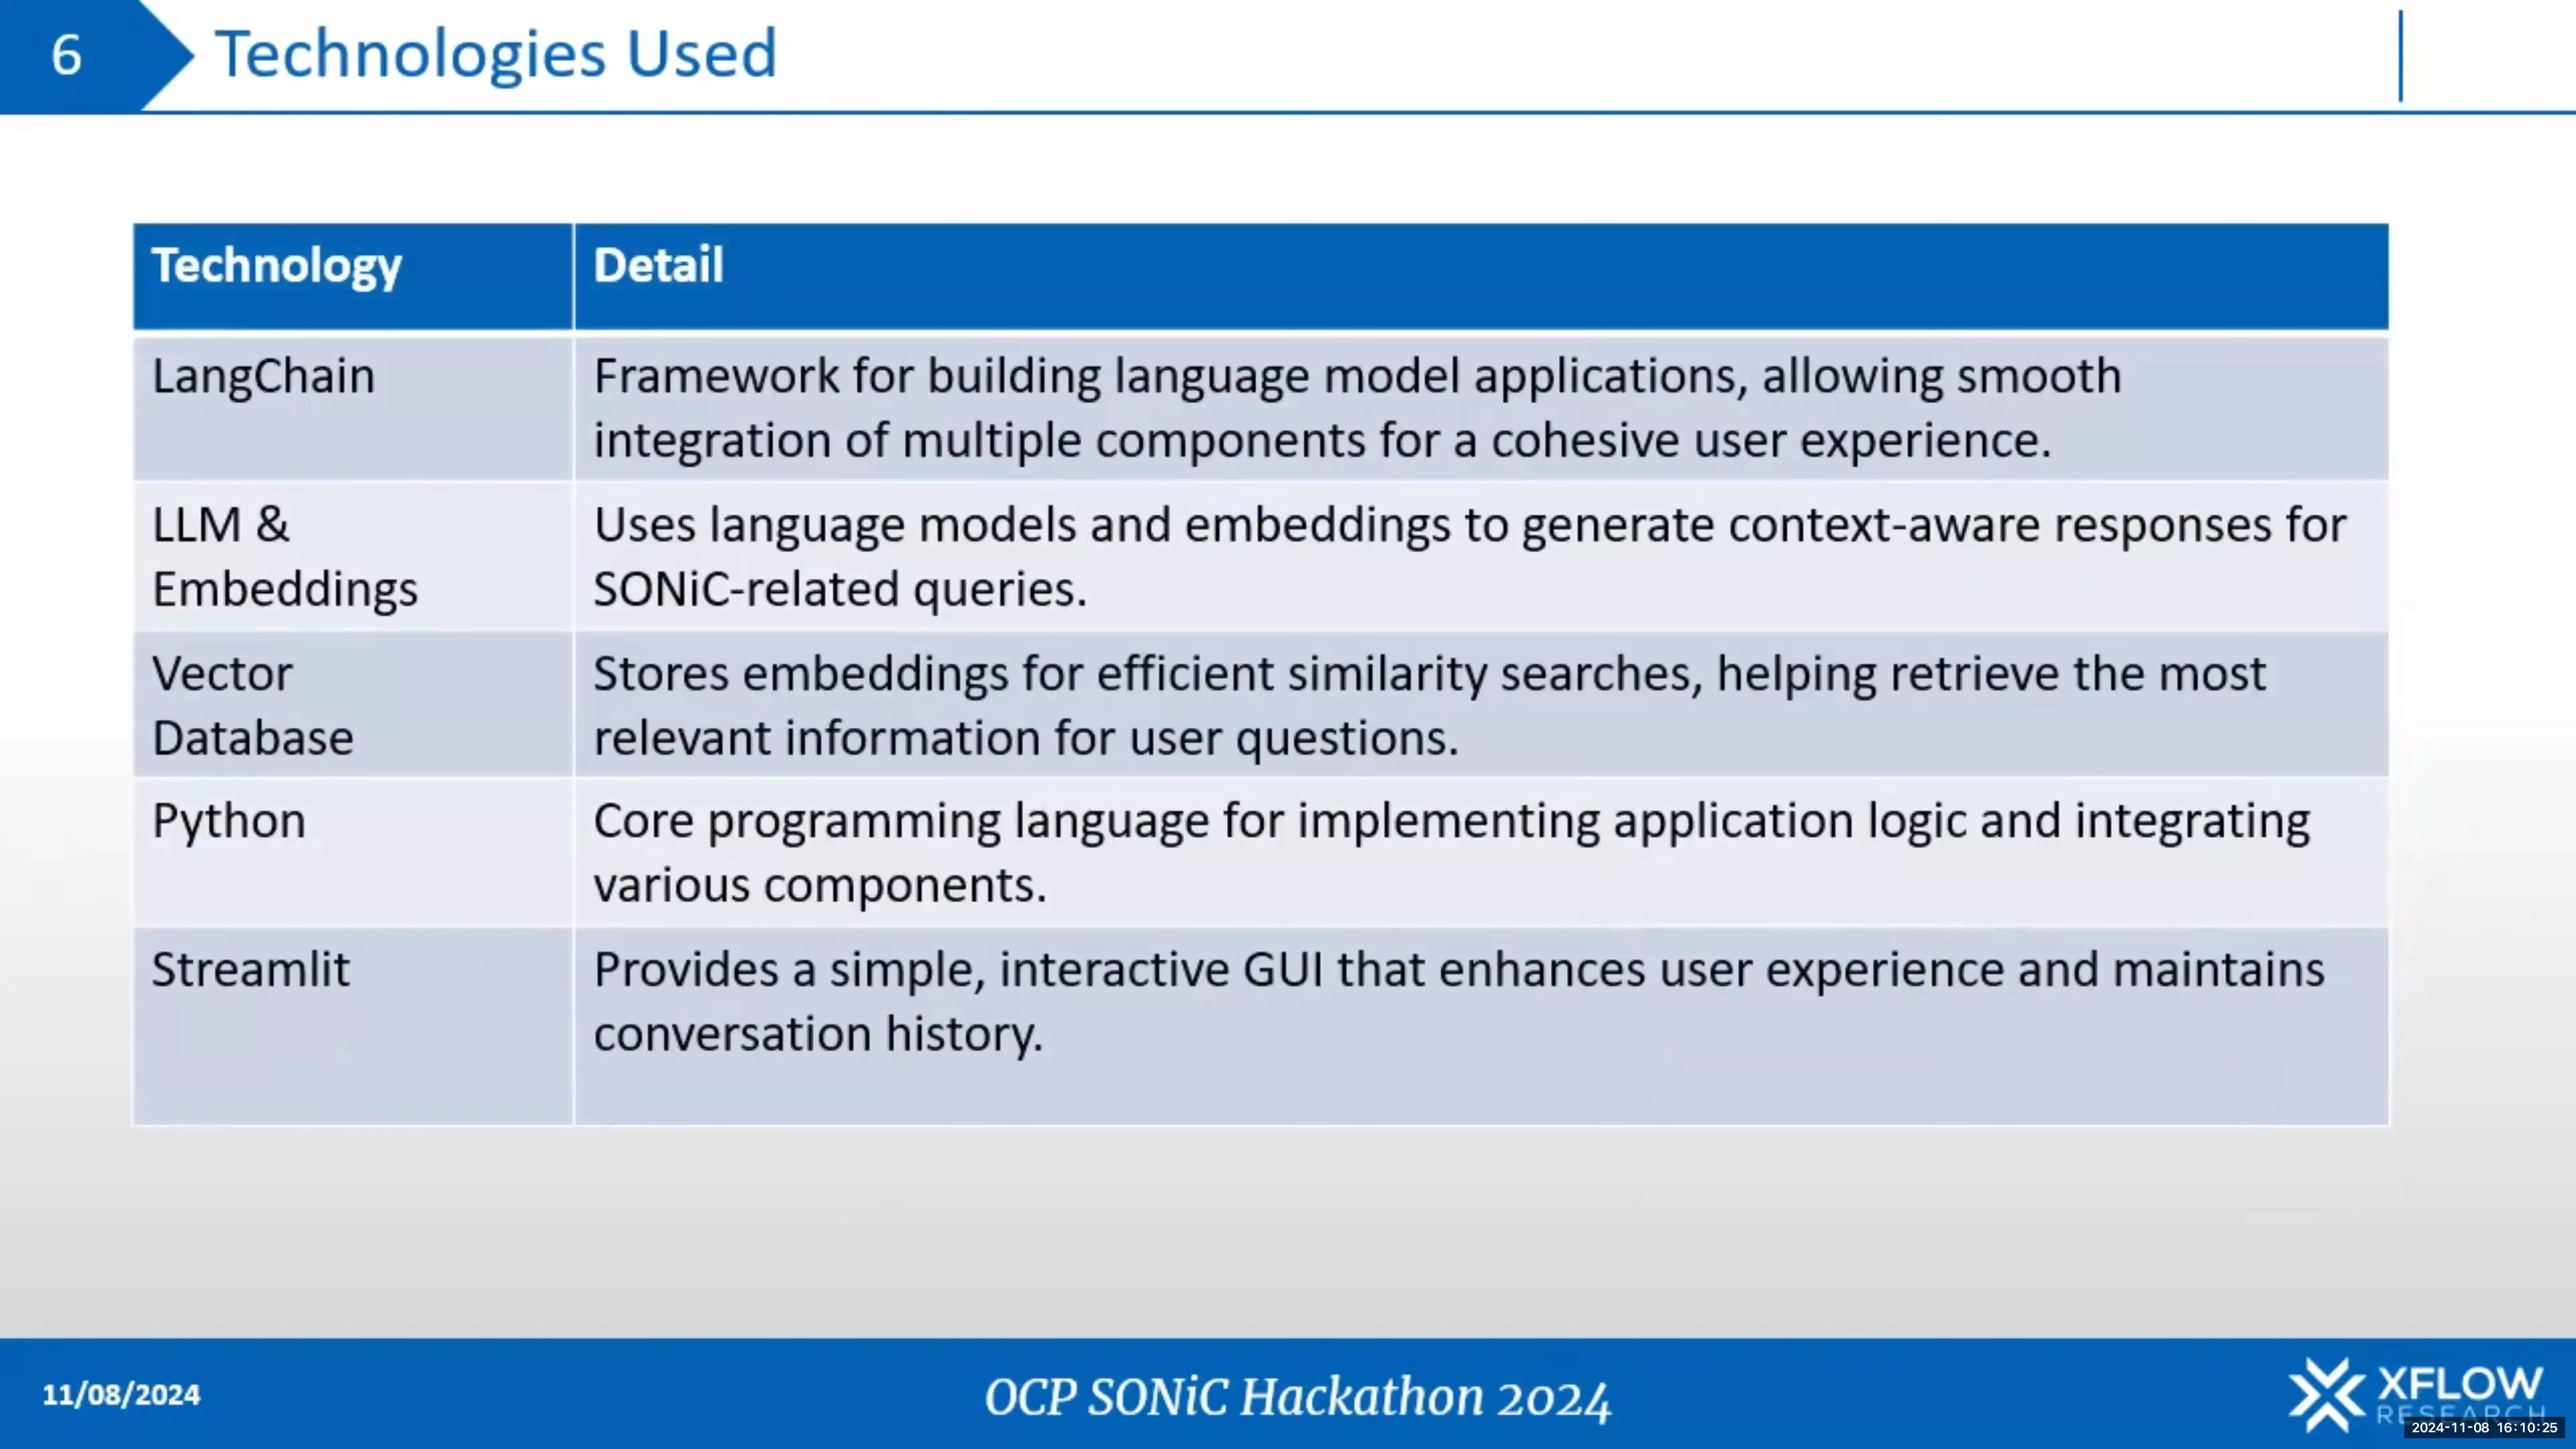 6
Technologies Used
Technology
Detail
LangChain
Framework for building language model applications, allowing smooth
integration of multiple components for a cohesive user experience.
LLM &
Embeddings
Uses language models and embeddings to generate context-aware responses for
SONiC-related queries.
Vector
Database
Stores embeddings for efficient similarity searches, helping retrieve the most
relevant information for user questions.
Python
Core programming language for implementing application logic and integrating
various components.
Streamlit
Provides a simple, interactive GUI that enhances user experience and maintains
conversation history.
11/08/2024
OCP SONiC Hackathon 2024
XFLOW
RESEARCH
2024-11-08 16:10:25